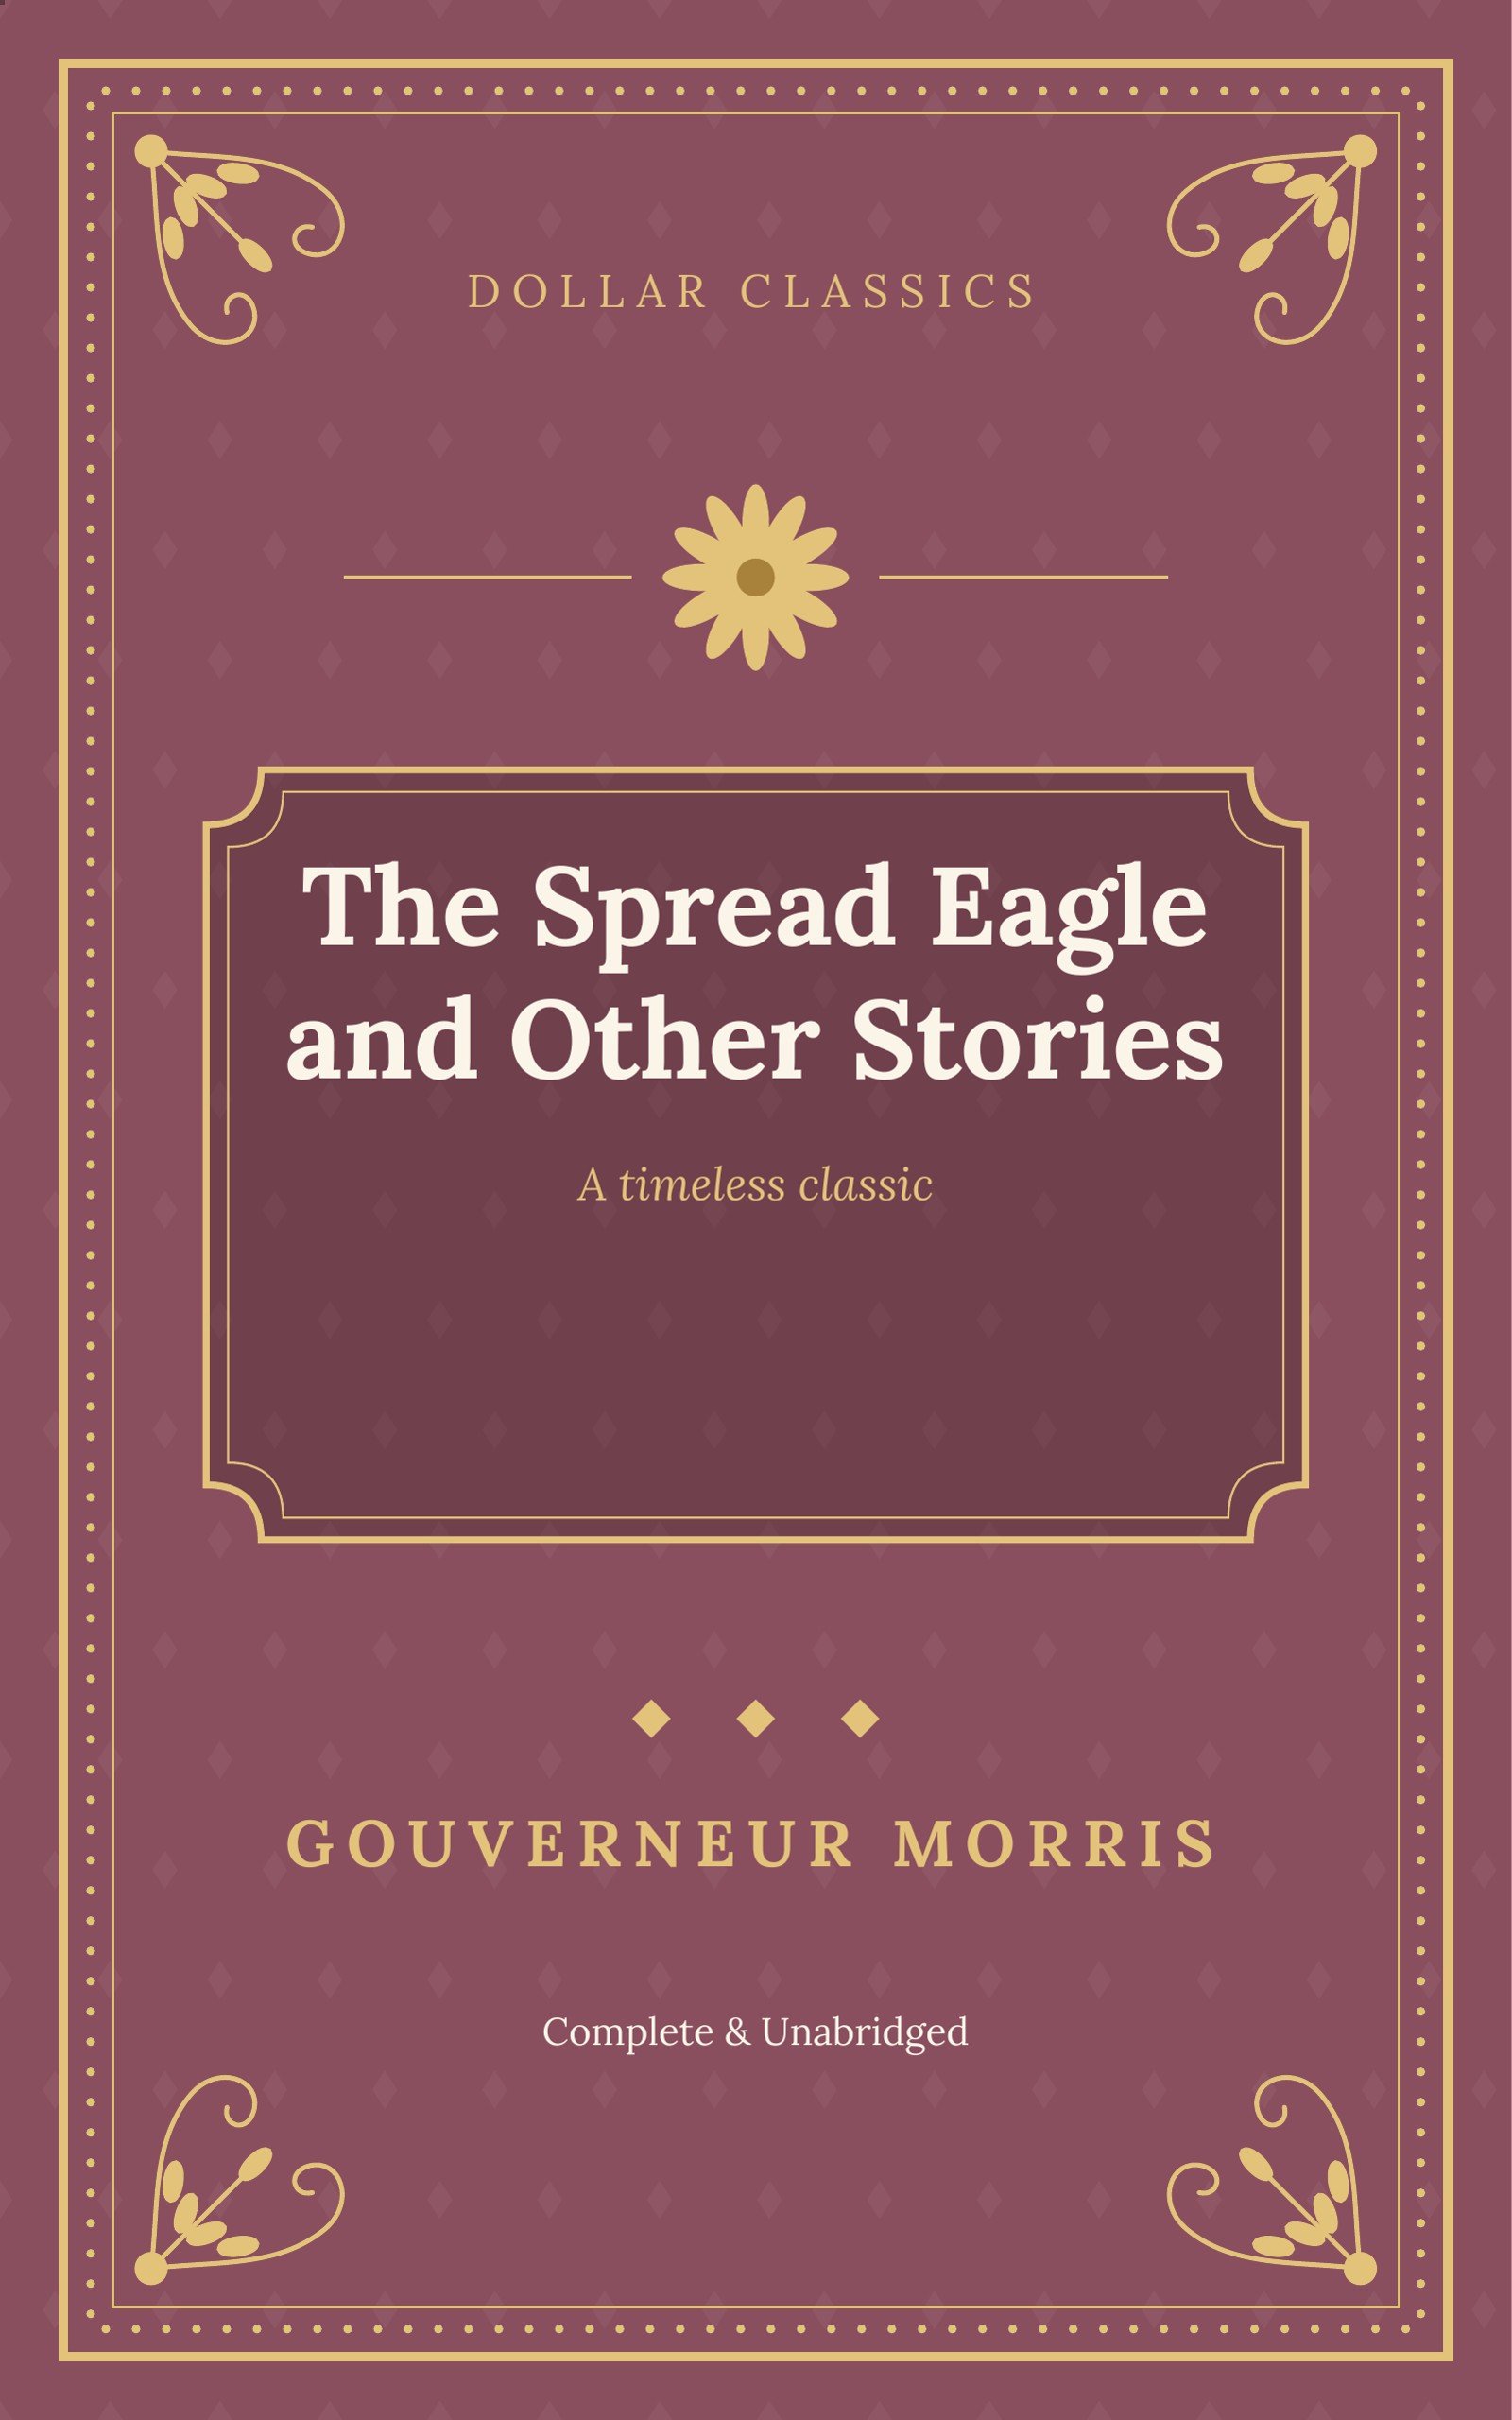 DOLLAR CLASSICS
The Spread Eagle
and Other Stories
A timeless classic
GOUVERNEUR MORRIS
Complete & Unabridged